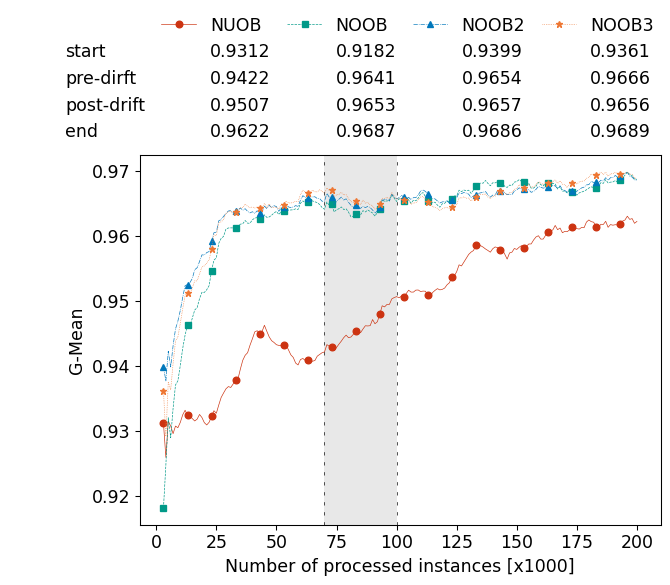 NUOB NOOB NOOB2 NOOB3
start 0.9312 0.9182 0.9399 0.9361
pre-dirft 0.9422 0.9641 0.9654 0.9666
post-drift 0.9507 0.9653 0.9657 0.9656
end 0.9622 0.9687 0.9686 0.9689
0.97
0.96
0.95
0.94
0.93
0.92
G-Mean
0 25 50 75 100 125 150 175 200
Number of processed instances [x1000]